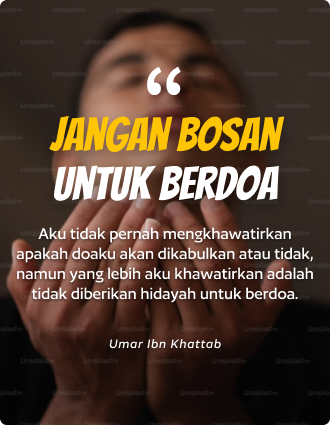 “
JANGAN BOSAN
UNTUK BERDOA
Aku tidak pernah mengkhawatirkan
apakah doaku akan dikabulkan atau tidak,
namun yang lebih aku khawatirkan adalah
tidak diberikan hidayah untuk berdoa.
Umar Ibn Khattab
Unsplash+